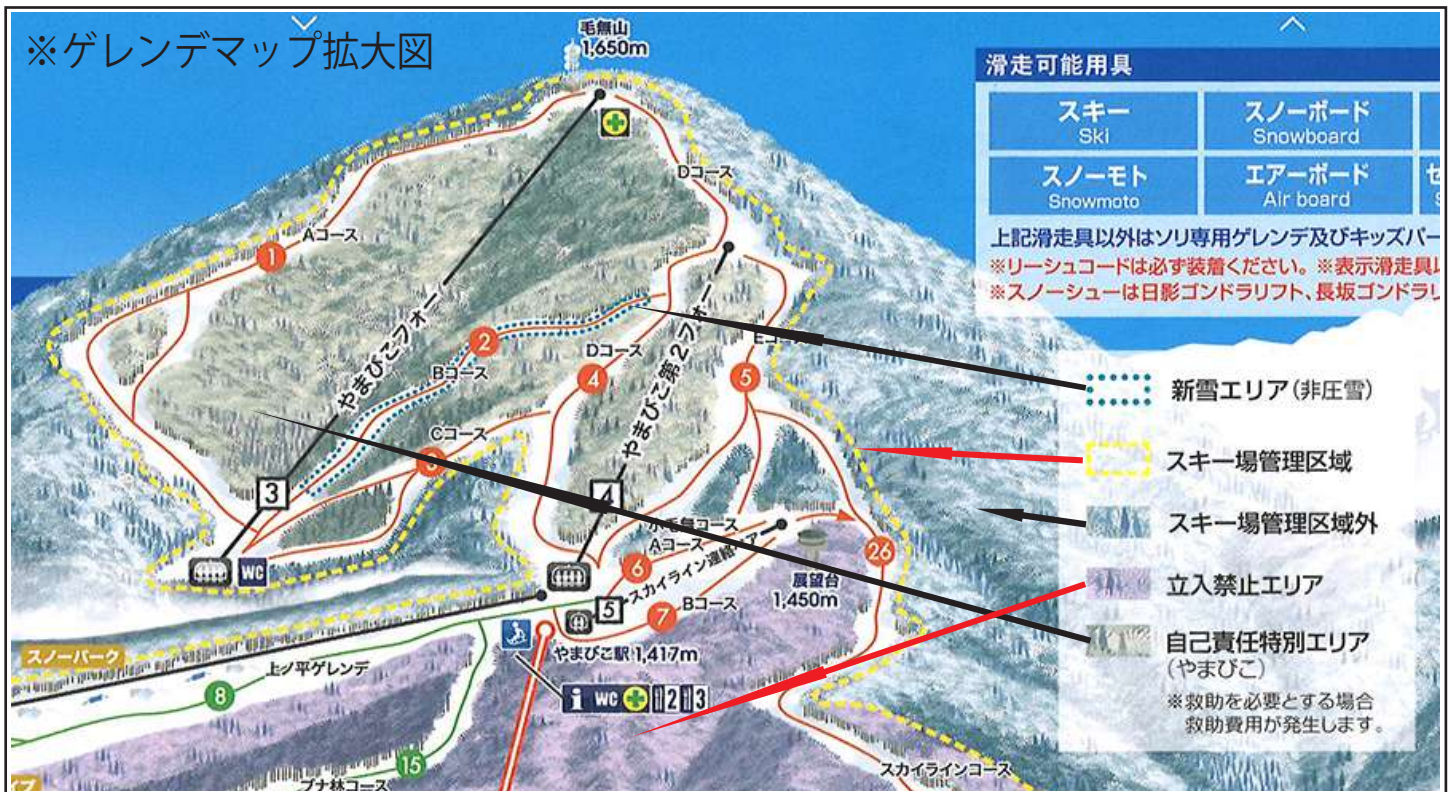 ※ゲレンデマップ拡大図
毛無山
1,650m
滑走可能用具
スキー
Ski
スノーボード
Snowboard
スノーモト
Snowmoto
エアーボード
Air board
セ
S
上記滑走具以外はソリ専用ゲレンデ及びキッズパー
※リーシュコードは必ず装着ください。※表示滑走具以
※スノーシューは日影ゴンドラリフト、長坂ゴンドラリ
Dコース
1
Aコース
やまびこフォー
2
Bコース
Dコース
4
やまびこ第2フォー
Eコース
5
Cコース
3
3
WC
4
小毛無コース
Aコース
6
スカイライン連絡ペア
5
7
Bコース
展望台
1,450m
26
やまびこ駅 1,417m
i WC 2 3
スノーパーク
上ノ平ゲレンデ
8
15
ブナ林コース
スカイラインコース
イブ
新雪エリア(非圧雪)
スキー場管理区域
スキー場管理区域外
立入禁止エリア
自己責任特別エリア
(やまびこ)
※救助を必要とする場合
救助費用が発生します。